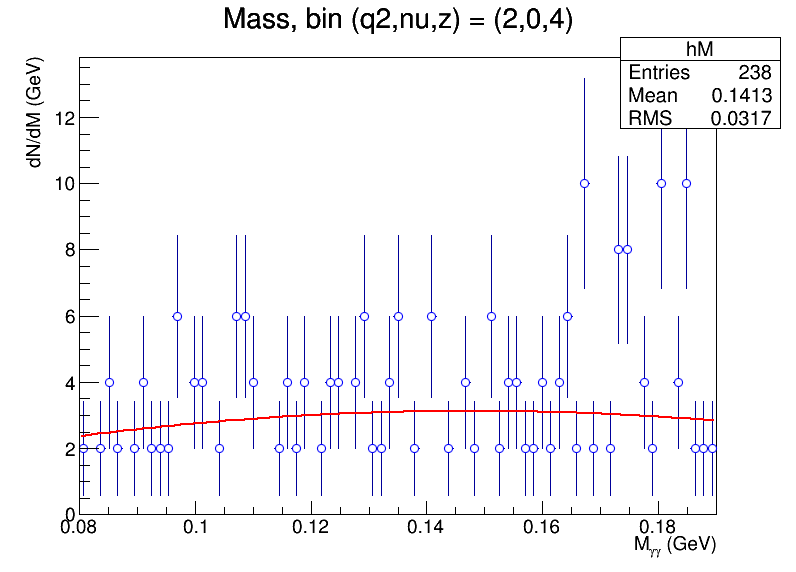 Mass, bin (q2,nu,z) = (2,0,4)
hM
Entries 238
Mean 0.1413
RMS 0.0317
dN/dM (GeV)
12
10
8
6
4
2
0
0.08 0.1 0.12 0.14 0.16 0.18
Mγγ (GeV)